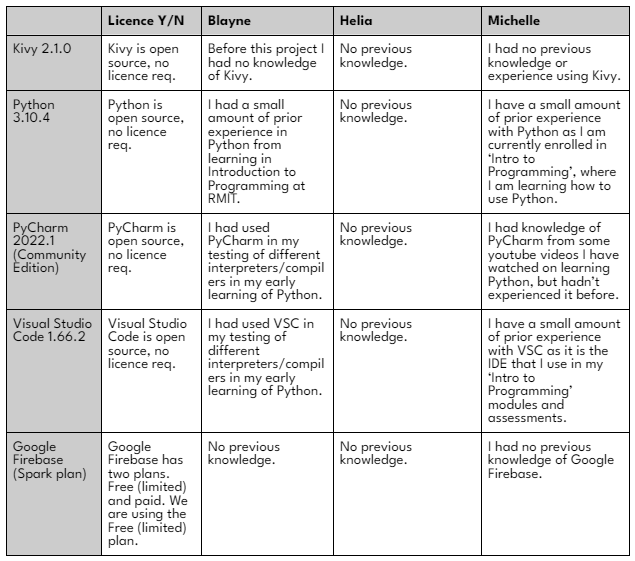 Licence Y/N
Blayne
Helia
Michelle
Kivy 2.1.0
Kivy is open
source, no
licence req.
Before this project I
had no knowledge
of Kivy.
No previous
knowledge.
I had no previous
knowledge or
experience using Kivy.
Python
3.10.4
Python is
open source,
no licence
req.
I had a small
amount of prior
experience in
Python from
learning in
Introduction to
Programming at
RMIT.
No previous
knowledge.
I have a small amount
of prior experience
with Python as I am
currently enrolled in
‘Intro to
Programming’, where
I am learning how to
use Python.
PyCharm
2022.1
(Community
Edition)
PyCharm is
open source,
no licence
req.
I had used
PyCharm in my
testing of different
interpreters/compil
ers in my early
learning of Python.
No previous
knowledge.
I had knowledge of
PyCharm from some
youtube videos I have
watched on learning
Python, but hadn’t
experienced it before.
Visual Studio
Code 1.66.2
Visual Studio
Code is open
source, no
licence req.
I had used VSC in
my testing of
different
interpreters/compil
ers in my early
learning of Python.
No previous
knowledge.
I have a small amount
of prior experience
with VSC as it is the
IDE that I use in my
‘Intro to
Programming’
modules and
assessments.
Google
Firebase
(Spark plan)
Google
Firebase has
two plans.
Free (limited)
and paid. We
are using the
Free (limited)
plan.
No previous
knowledge.
No previous
knowledge.
I had no previous
knowledge of Google
Firebase.